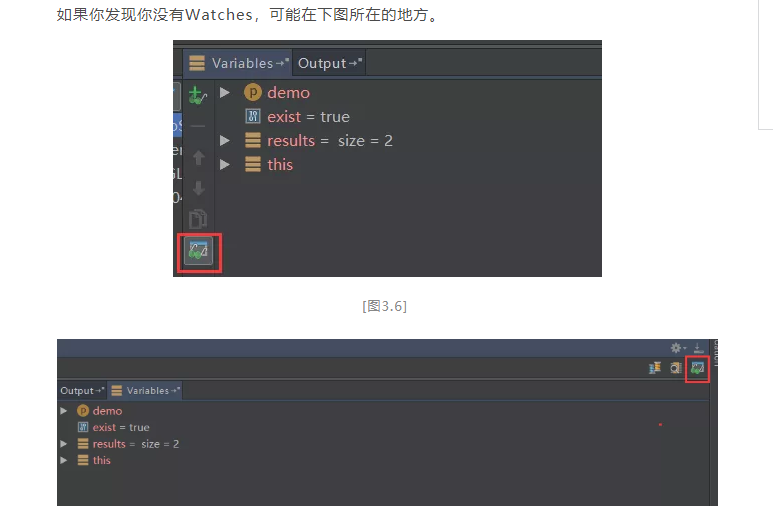 如果你发现你没有Watches，可能在下图所在的地方。
Variables
Output
demo
exist = true
results = size = 2
this
[图3.6]
Output
Variables
demo
exist = true
results = size = 2
this